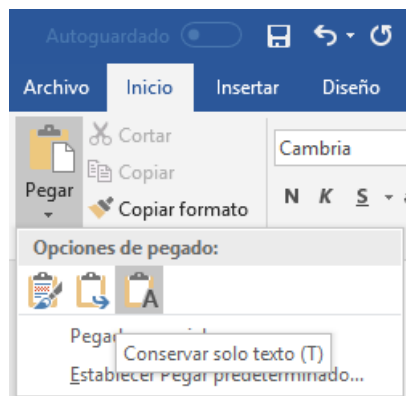 Autoguardado
Archivo Inicio Insertar Diseño
Cortar
Copiar
Copiar formato
Pegar
Cambria
N K S
Opciones de pegado:
A
Conservar solo texto (T)
Establecer Pegar predeterminado...